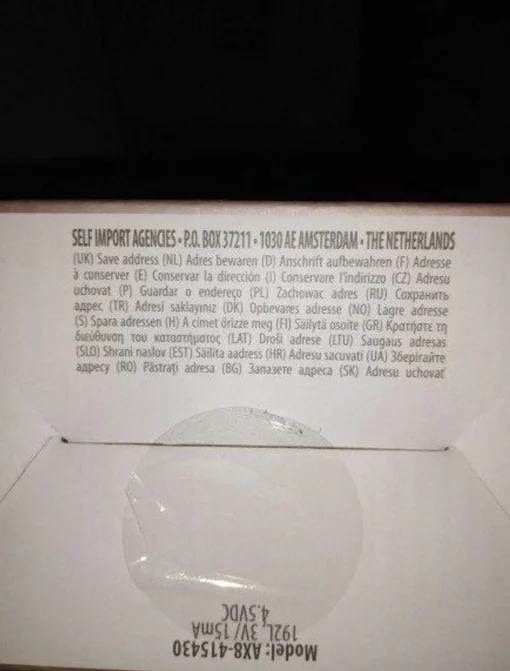 SELF IMPORT AGENCIES • P.O. BOX 37211 • 1030 AE AMSTERDAM • THE NETHERLANDS
(UK) Save address (NL) Adres bewaren (D) Anschrift aufbewahren (F) Adresse
à conserver (E) Conservar la dirección (I) Conservare l'indirizzo (CZ) Adresu
uchovat (P) Guardar o endereço (PL) Zachowac adres (RU) Сохранить
адрес (TR) Adresi saklayiniz (DK) Opbevares adresse (NO) Lagre adresse
(S) Spara adressen (H) A cimet őrizze meg (FI) Säilytä osoite (GR) Κρατήστε τη
διεύθυνση του καταστήματος (LAT) Droši adrese (LTU) Saugaus adresas
(SLO) Shrani naslov (EST) Säilita aadress (HR) Adresu sacuvati (UA) Зберiгайте
адресу (RO) Păstrați adresa (BG) Запазете адреса (SK) Adresu uchovať
Model: AX8-415430
192L, 3V/15mA
4.5VDC